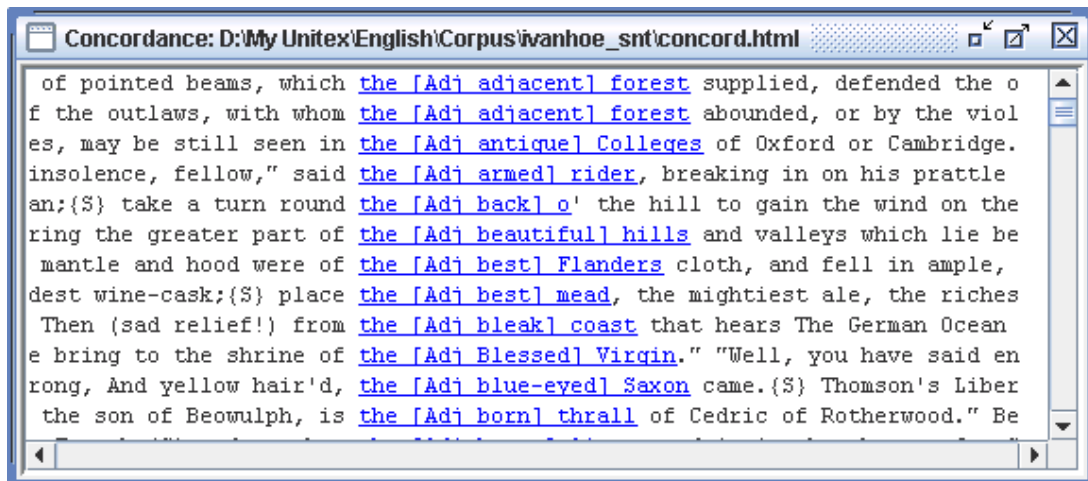 Concordance: D:\My Unitex\English\Corpus\ivanhoe_snt\concord.html
of pointed beams, which the [Adj adjacent] forest supplied, defended the o
f the outlaws, with whom the [Adj adjacent] forest abounded, or by the viol
es, may be still seen in the [Adj antique] Colleges of Oxford or Cambridge.
insolence, fellow," said the [Adj armed] rider, breaking in on his prattle
an;{S} take a turn round the [Adj back] o' the hill to gain the wind on the
ring the greater part of the [Adj beautiful] hills and valleys which lie be
mantle and hood were of the [Adj best] Flanders cloth, and fell in ample,
dest wine-cask;{S} place the [Adj best] mead, the mightiest ale, the riches
Then (sad relief!) from the [Adj bleak] coast that hears The German Ocean
e bring to the shrine of the [Adj Blessed] Virgin." "Well, you have said en
rong, And yellow hair'd, the [Adj blue-eyed] Saxon came.{S} Thomson's Liber
the son of Beowulph, is the [Adj born] thrall of Cedric of Rotherwood." Be